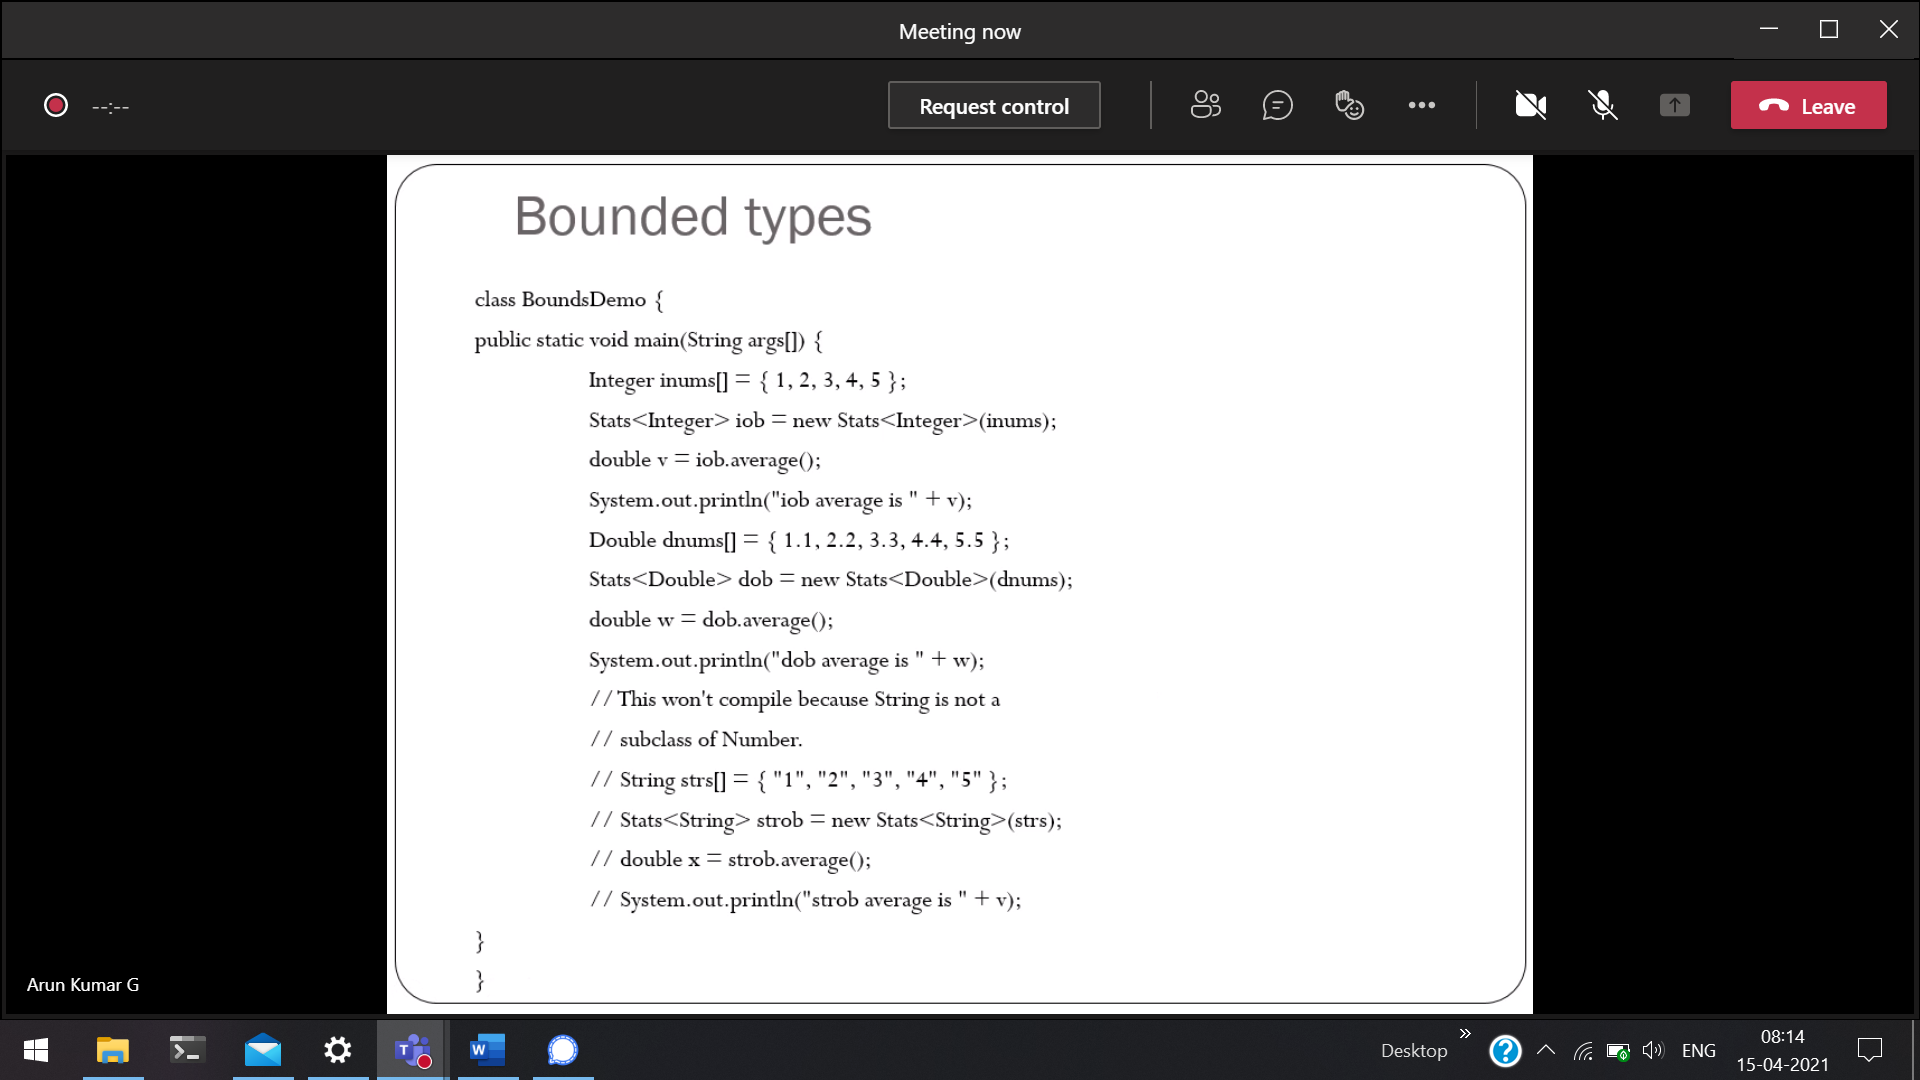 Meeting now
--:--
Request control
Leave
Bounded types
class BoundsDemo {
public static void main(String args[]) {
Integer inums[] = { 1, 2, 3, 4, 5 };
Stats<Integer> iob = new Stats<Integer>(inums);
double v = iob.average();
System.out.println("iob average is " + v);
Double dnums[] = { 1.1, 2.2, 3.3, 4.4, 5.5 };
Stats<Double> dob = new Stats<Double>(dnums);
double w = dob.average();
System.out.println("dob average is " + w);
// This won't compile because String is not a
// subclass of Number.
// String strs[] = { "1", "2", "3", "4", "5" };
// Stats<String> strob = new Stats<String>(strs);
// double x = strob.average();
// System.out.println("strob average is " + v);
}
}
Arun Kumar G
Desktop
ENG
08:14
15-04-2021